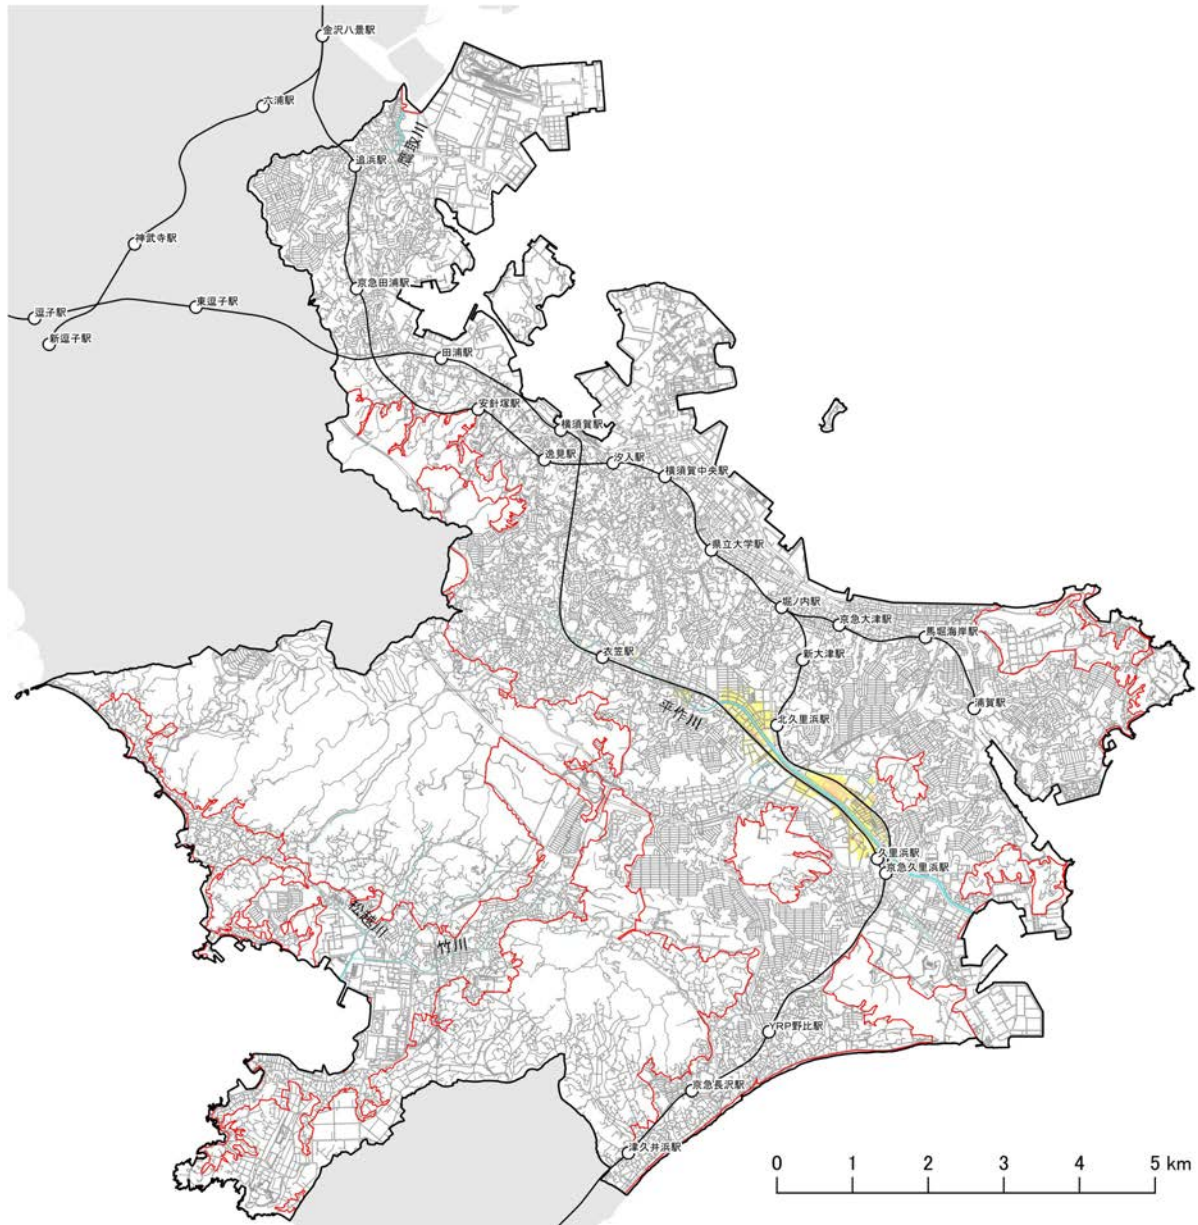 金沢八景駅
六浦駅
鷹取川
追浜駅
神武寺駅
京急田浦駅
東逗子駅
逗子駅
新逗子駅
田浦駅
安針塚駅
横須賀駅
逸見駅
汐入駅
横須賀中央駅
県立大学駅
堀ノ内駅
京急大津駅
馬堀海岸駅
衣笠駅
新大津駅
浦賀駅
平作川
北久里浜駅
久里浜駅
京急久里浜駅
松越川
竹川
YRP野比駅
京急長沢駅
津久井浜駅
0 1 2 3 4 5 km